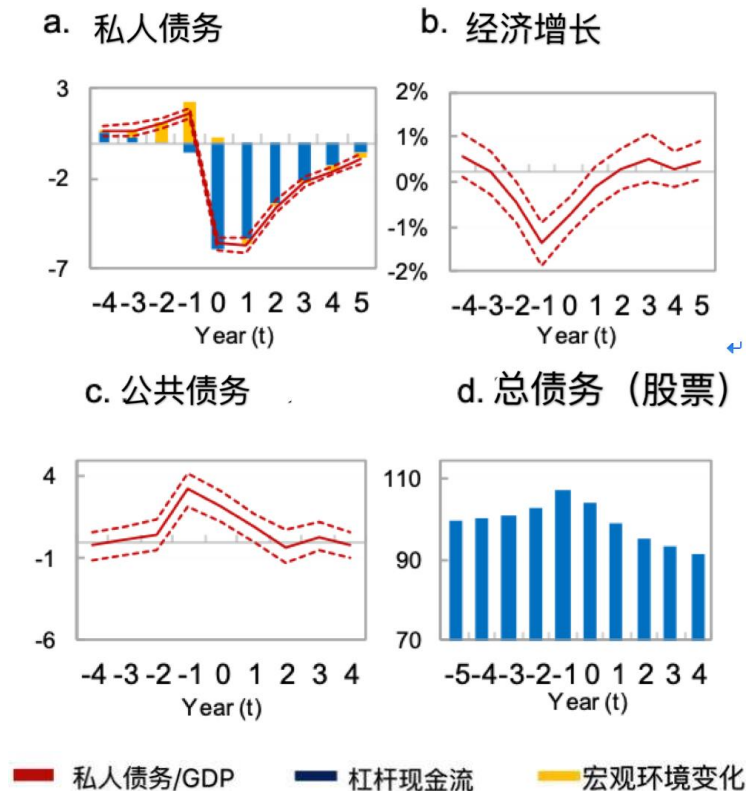 a. 私人债务
b. 经济增长
3
-2
-7
-4 -3 -2 -1 0 1 2 3 4 5
Year (t)
2%
1%
0%
-1%
-2%
-4 -3 -2 -1 0 1 2 3 4 5
Year (t)
c. 公共债务
d. 总债务（股票）
4
-1
-6
-4 -3 -2 -1 0 1 2 3 4
Year (t)
110
90
70
-5 -4 -3 -2 -1 0 1 2 3 4
Year (t)
私人债务/GDP
杠杆现金流
宏观环境变化